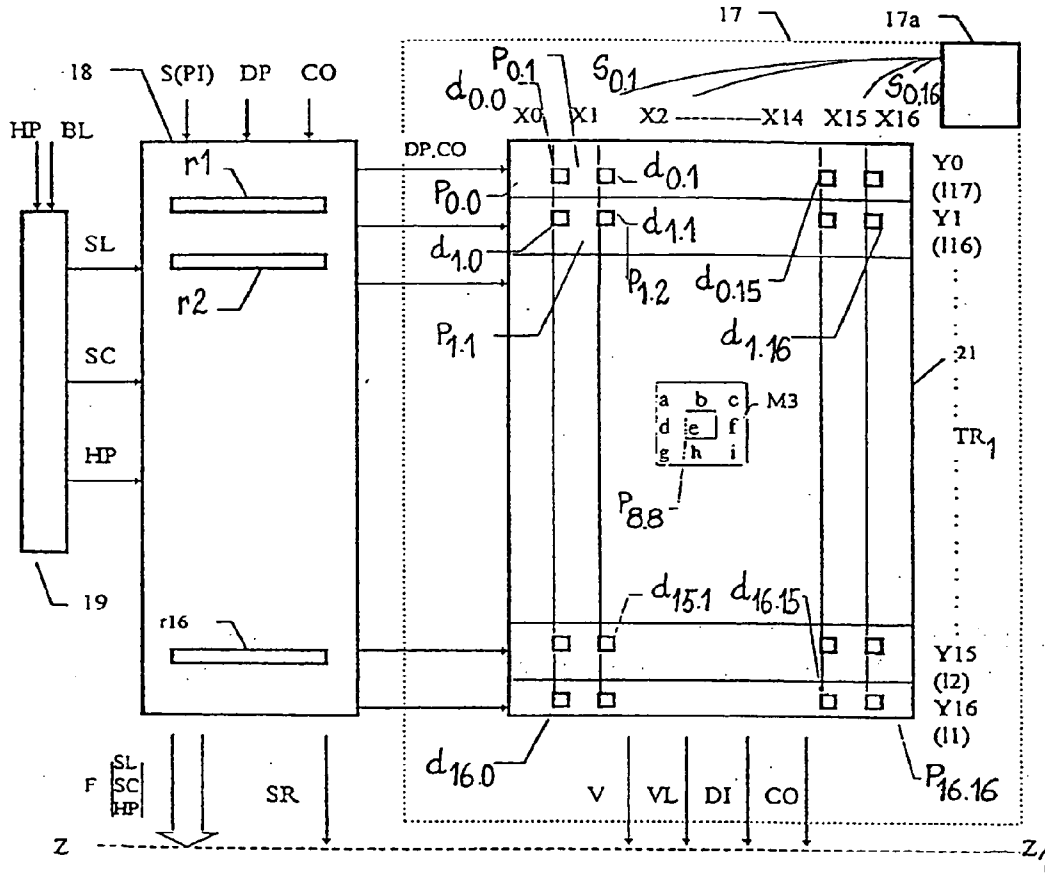 17
17a
18
S(PI) DP CO
P0.1
S0.1
d0.0
S0.16
HP BL
X0 X1 X2 ---------X14 X15 X16
DP.CO
r1
d0.1
Y0
(l17)
P0.0
d1.1
Y1
(l16)
SL
d1.0
r2
P1.2
d0.15
P1.1
d1.16
SC
21
a b c
M3
d e f
TR1
g h i
HP
P8.8
19
r16
d15.1
d16.15
Y15
(l2)
Y16
(l1)
d16.0
P16.16
F
SL
SC
HP
SR
V VL DI CO
Z
Z